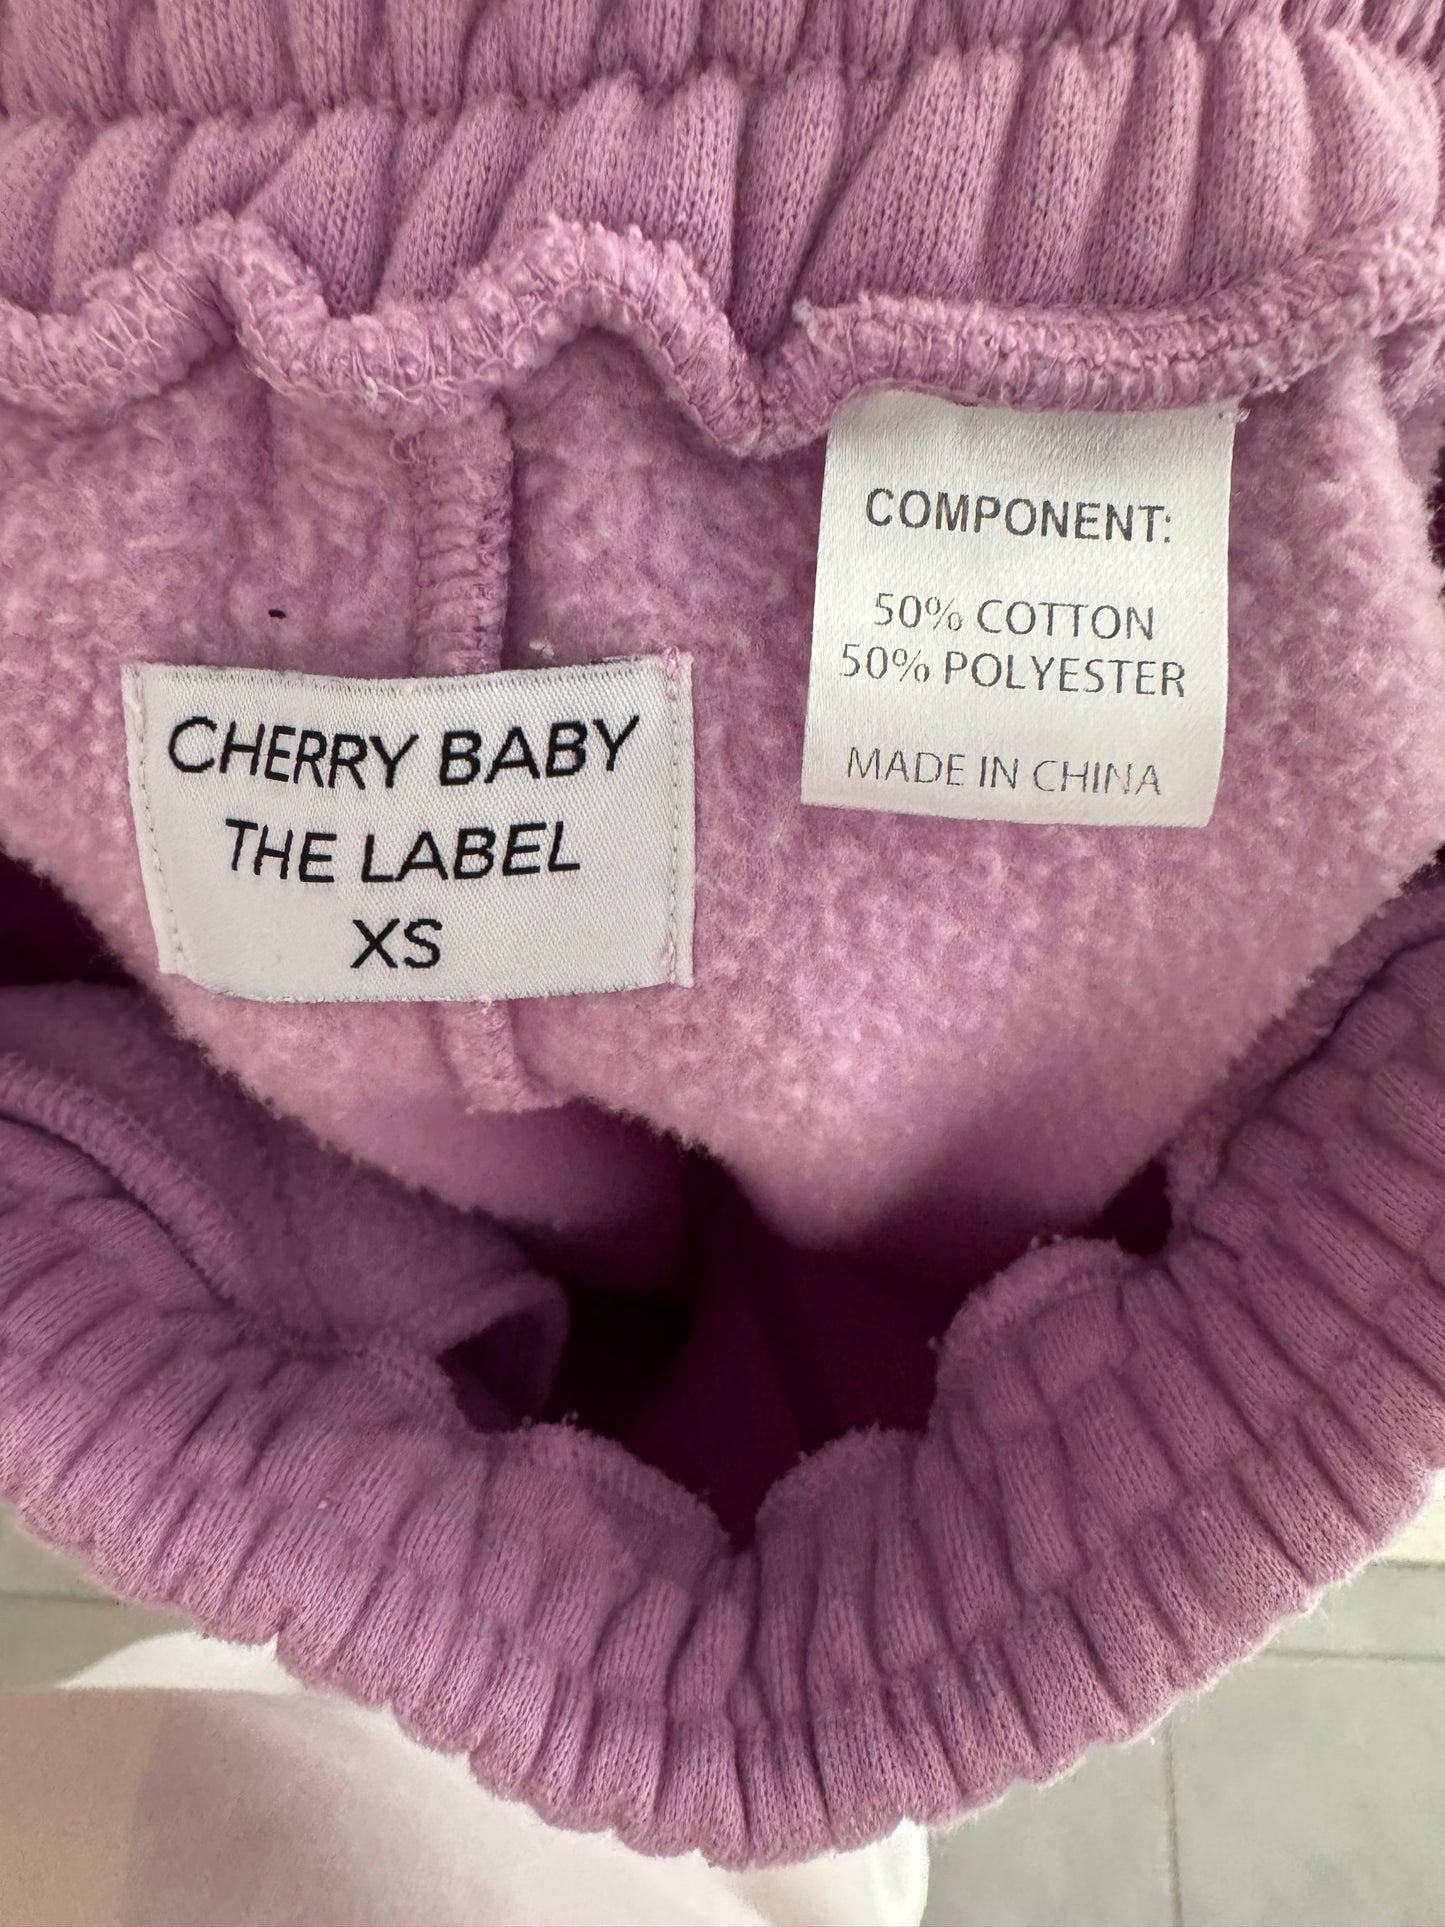 CHERRY BABY
THE LABEL
XS
COMPONENT:
50% COTTON
50% POLYESTER
MADE IN CHINA